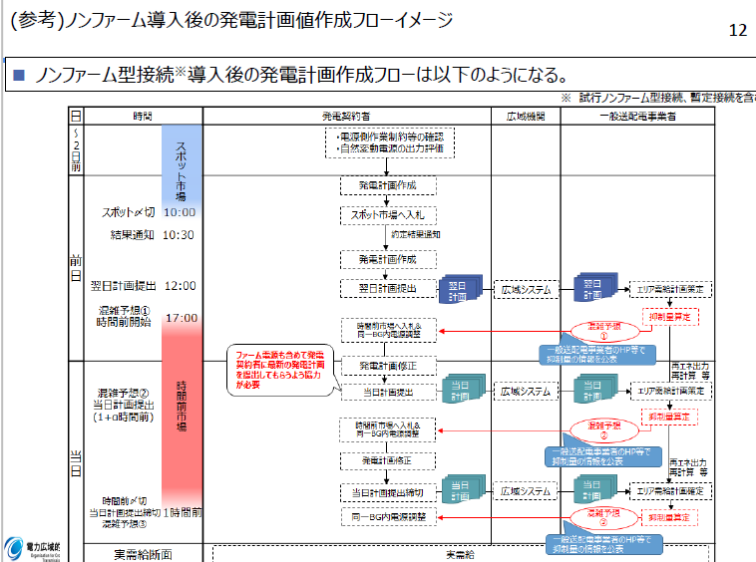 (参考)ノンファーム導入後の発電計画値作成フローイメージ
12
■ ノンファーム型接続※導入後の発電計画作成フローは以下のようになる。
※ 試行ノンファーム型接続、暫定接続を含
日 時間 発電契約者 広域機関 一般送配電事業者
～2日前
スポット市場
・電源側作業制約等の確認
・自然変動電源の出力評価
前日
発電計画作成
スポット〆切 10:00
スポット市場へ入札
結果通知 10:30
約定結果通知
発電計画作成
翌日計画提出 12:00
翌日計画提出
翌日計画
広域システム
翌日計画
エリア需給計画策定
混雑予想①
時間前開始 17:00
時間前市場へ入札&
同一BG内電源調整
混雑予想
①
抑制量算定
一般送配電事業者のHP等で
抑制量の情報を公表
ファーム電源も含めて発電
契約者に最新の発電計画
を提出してもらうよう協力
が必要
発電計画修正
再エネ出力
再計算 等
当日
混雑予想②
当日計画提出
(1+α時間前)
時間前市場
当日計画提出
当日計画
広域システム
当日計画
エリア需給計画策定
時間前市場へ入札&
同一BG内電源調整
混雑予想
抑制量算定
一般送配電事業者のHP等で
抑制量の情報を公表
発電計画修正
再エネ出力
再計算 等
時間前〆切
当日計画提出締切 1時間前
混雑予想③
当日計画提出締切
当日計画
広域システム
当日計画
エリア需給計画確定
同一BG内電源調整
混雑予想
抑制量算定
一般送配電事業者のHP等で
抑制量の情報を公表
実需給断面
実需給
電力広域的